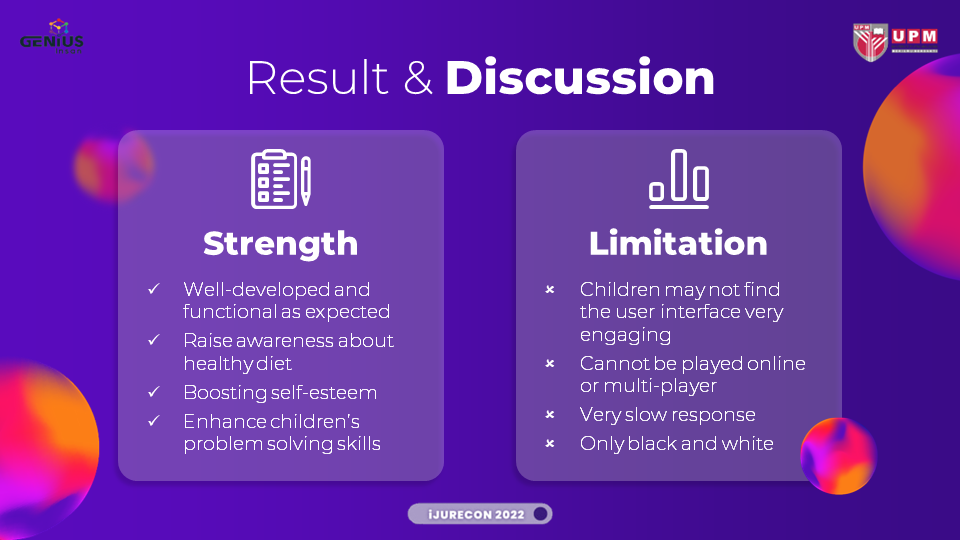 GENIUS
UPM
Result & Discussion
Strength
✓ Well-developed and
functional as expected
✓ Raise awareness about
healthy diet
✓ Boosting self-esteem
✓ Enhance children's
problem solving skills
Limitation
× Children may not find
the user interface very
engaging
× Cannot be played online
or multi-player
× Very slow response
× Only black and white
iJURECON 2022